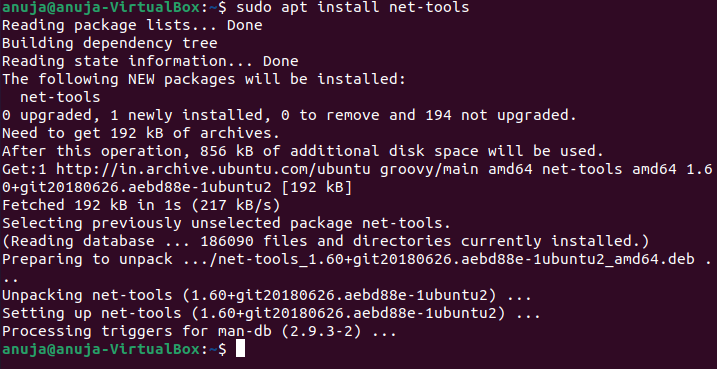 anuja@anuja-VirtualBox:~$ sudo apt install net-tools
Reading package lists... Done
Building dependency tree
Reading state information... Done
The following NEW packages will be installed:
  net-tools
0 upgraded, 1 newly installed, 0 to remove and 194 not upgraded.
Need to get 192 kB of archives.
After this operation, 856 kB of additional disk space will be used.
Get:1 http://in.archive.ubuntu.com/ubuntu groovy/main amd64 net-tools amd64 1.6
0+git20180626.aebd88e-1ubuntu2 [192 kB]
Fetched 192 kB in 1s (217 kB/s)
Selecting previously unselected package net-tools.
(Reading database ... 186090 files and directories currently installed.)
Preparing to unpack .../net-tools_1.60+git20180626.aebd88e-1ubuntu2_amd64.deb .
..
Unpacking net-tools (1.60+git20180626.aebd88e-1ubuntu2) ...
Setting up net-tools (1.60+git20180626.aebd88e-1ubuntu2) ...
Processing triggers for man-db (2.9.3-2) ...
anuja@anuja-VirtualBox:~$